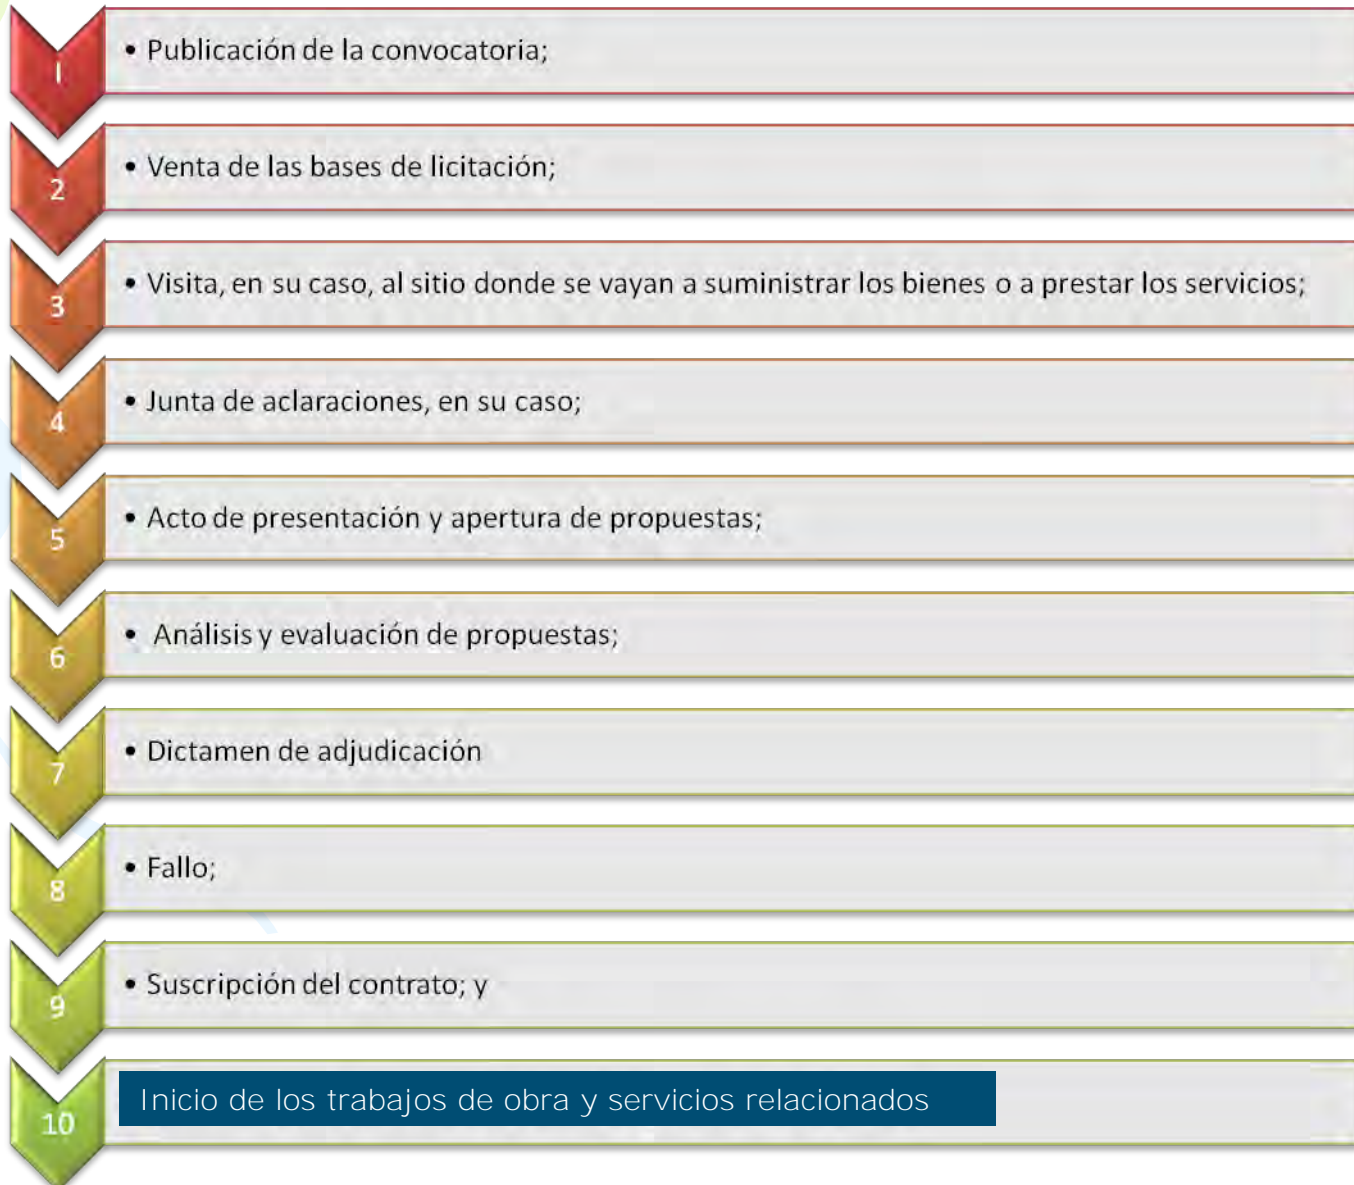 1
• Publicación de la convocatoria;
2
• Venta de las bases de licitación;
3
• Visita, en su caso, al sitio donde se vayan a suministrar los bienes o a prestar los servicios;
4
• Junta de aclaraciones, en su caso;
5
• Acto de presentación y apertura de propuestas;
6
• Análisis y evaluación de propuestas;
7
• Dictamen de adjudicación
8
• Fallo;
9
• Suscripción del contrato; y
10
Inicio de los trabajos de obra y servicios relacionados